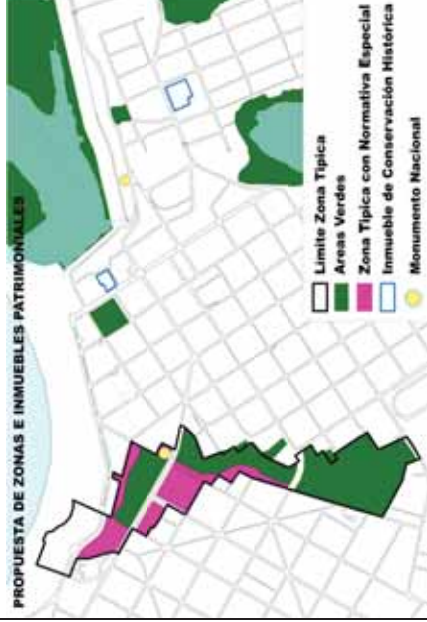 PROPUESTA DE ZONAS E INMUEBLES PATRIMONIALES
Límite Zona Típica
Areas Verdes
Zona Típica con Normativa Especial
Inmueble de Conservación Histórica
Monumento Nacional